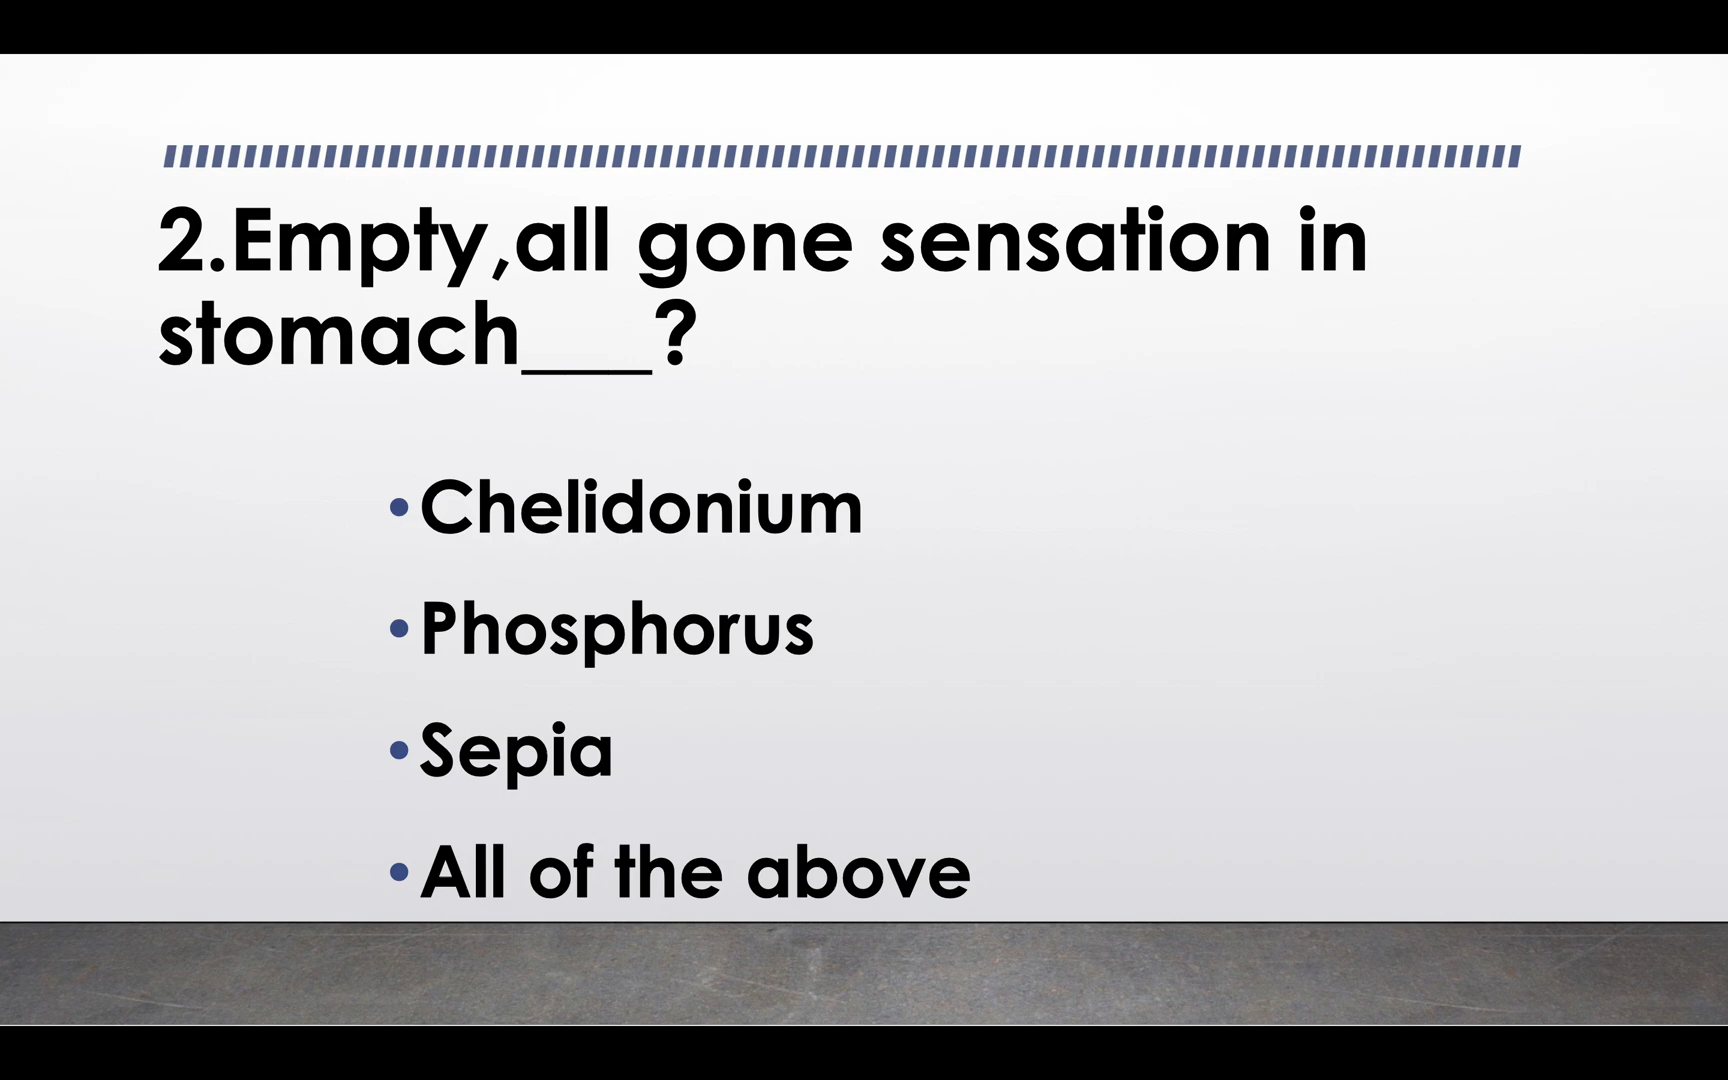 2.Empty,all gone sensation in
stomach___?
•Chelidonium
•Phosphorus
•Sepia
•All of the above